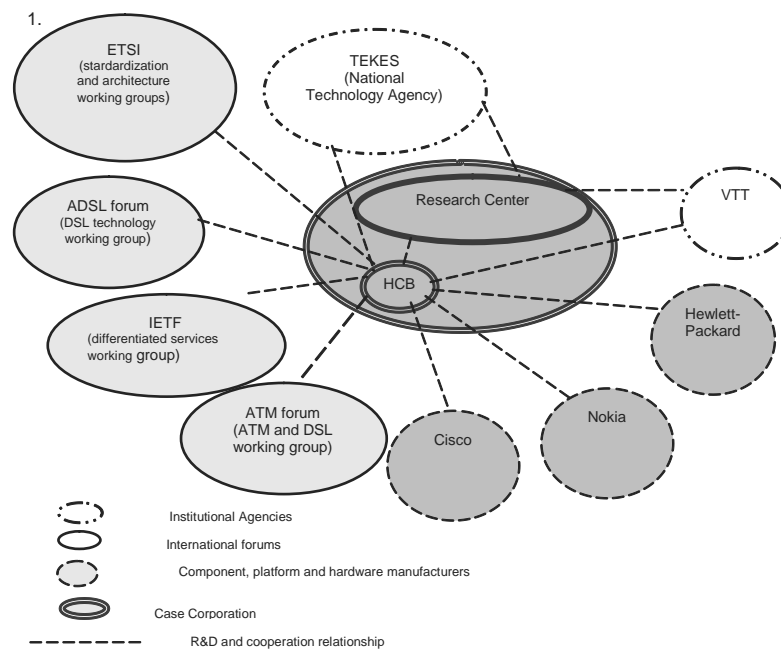 1.
ETSI
(stardardization
and architecture
working groups)
TEKES
(National
Technology Agency)
Research Center
VTT
ADSL forum
(DSL technology
working group)
HCB
IETF
(differentiated services
working group)
Hewlett-
Packard
ATM forum
(ATM and DSL
working group)
Cisco
Nokia
Institutional Agencies
International forums
Component, platform and hardware manufacturers
Case Corporation
R&D and cooperation relationship